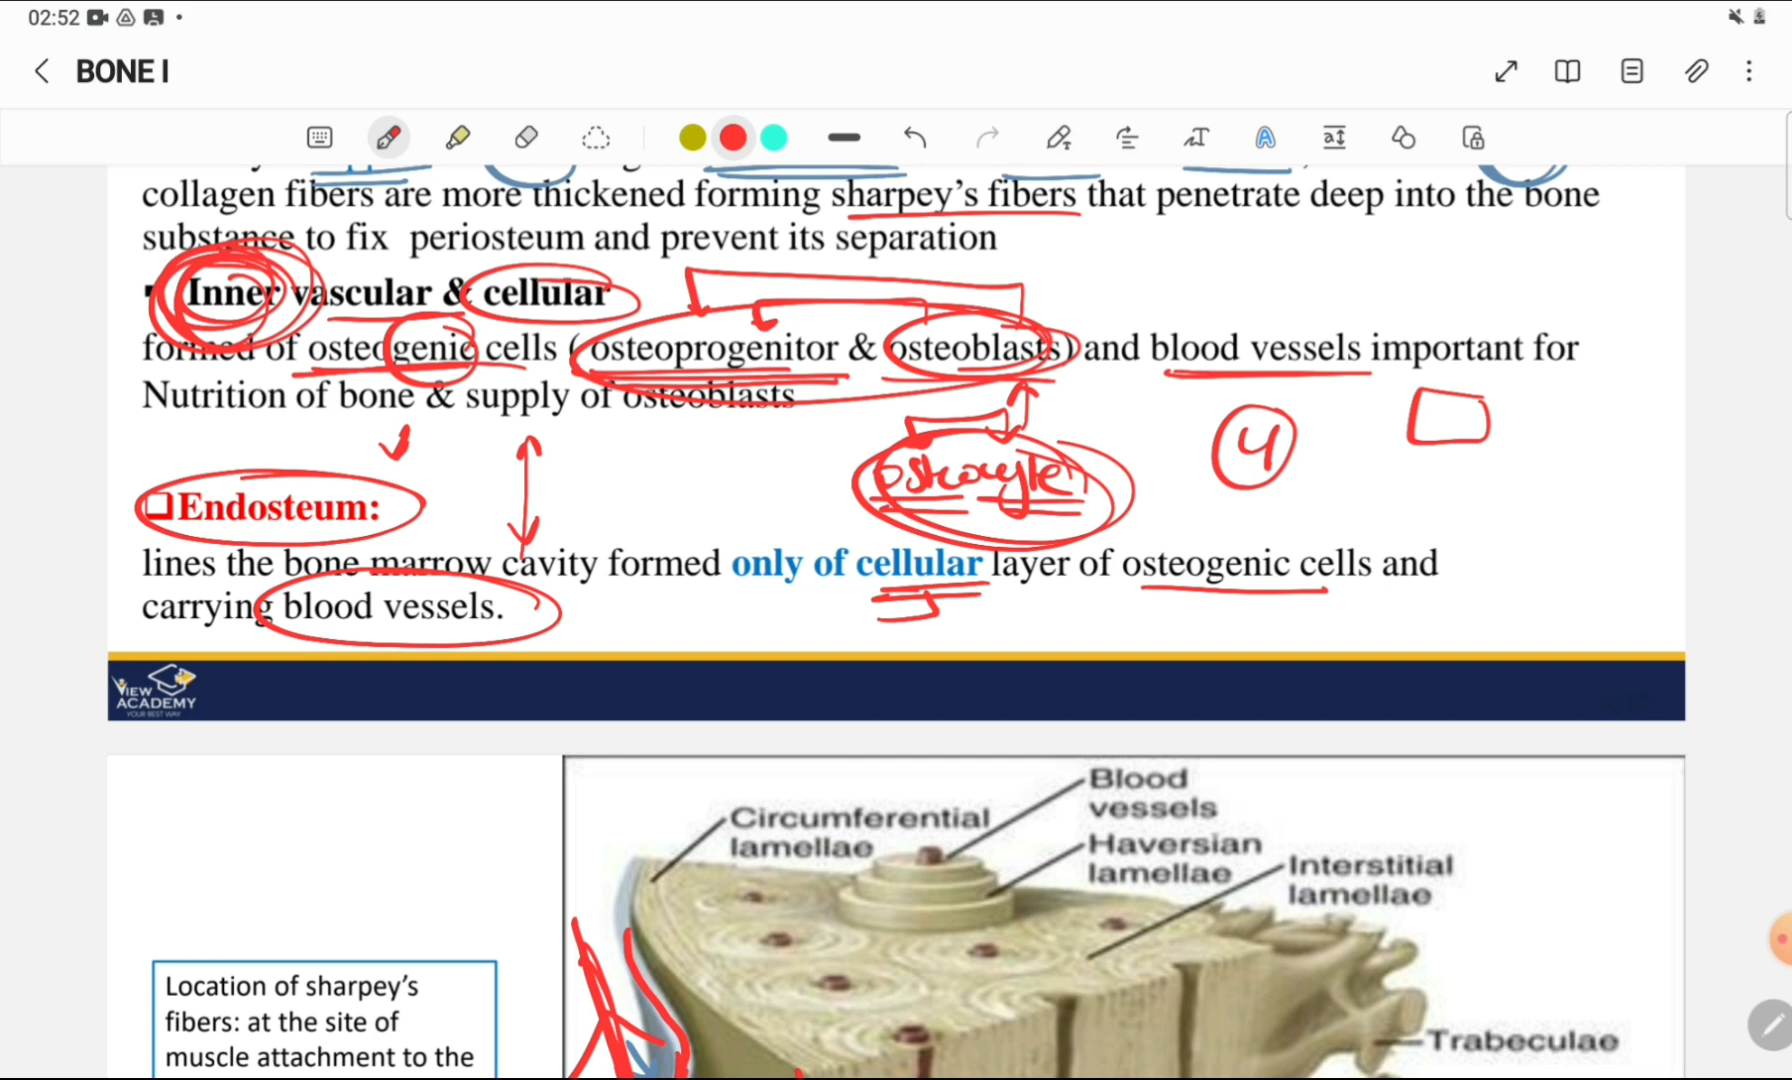 02:52
BONE I
collagen fibers are more thickened forming sharpey's fibers that penetrate deep into the bone
substance to fix periosteum and prevent its separation
▪ Inner vascular & cellular
formed of osteogenic cells ( osteoprogenitor & osteoblasts) and blood vessels important for
Nutrition of bone & supply of osteoblasts
4
osteocyte
❑Endosteum:
lines the bone marrow cavity formed only of cellular layer of osteogenic cells and
carrying blood vessels.
VIEW
ACADEMY
YOUR BEST WAY
Blood
vessels
Circumferential
lamellae
Haversian
lamellae
Interstitial
lamellae
Trabeculae
Location of sharpey's
fibers: at the site of
muscle attachment to the